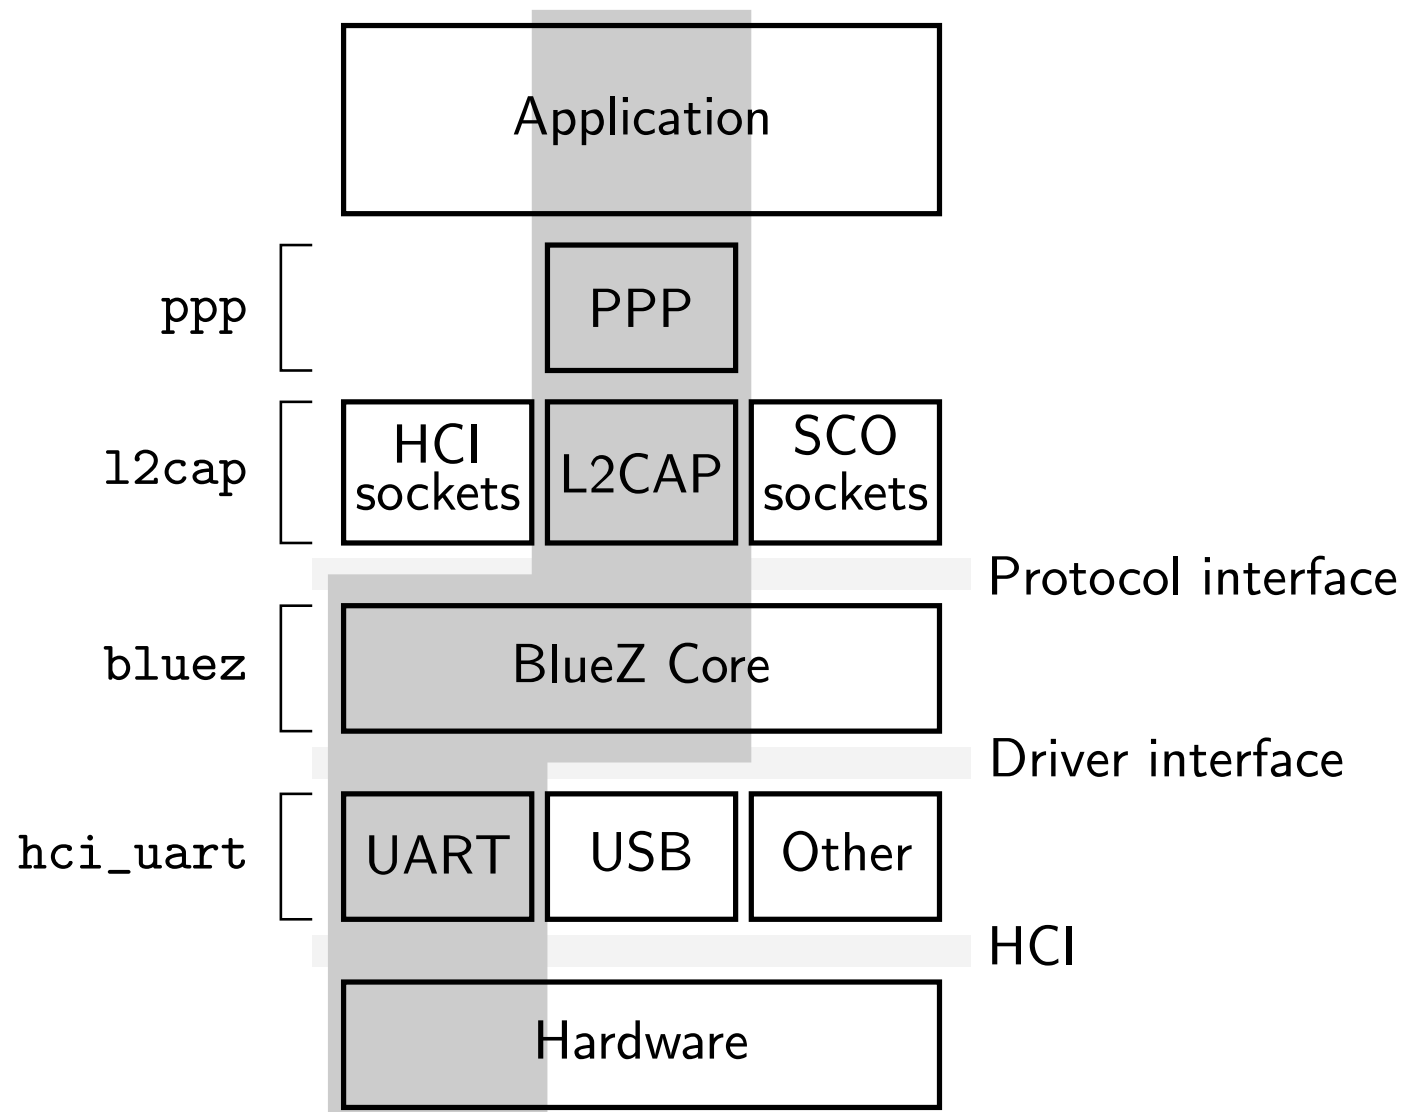 Application
ppp
PPP
l2cap
HCI
sockets
L2CAP
SCO
sockets
Protocol interface
bluez
BlueZ Core
Driver interface
hci_uart
UART
USB
Other
HCI
Hardware